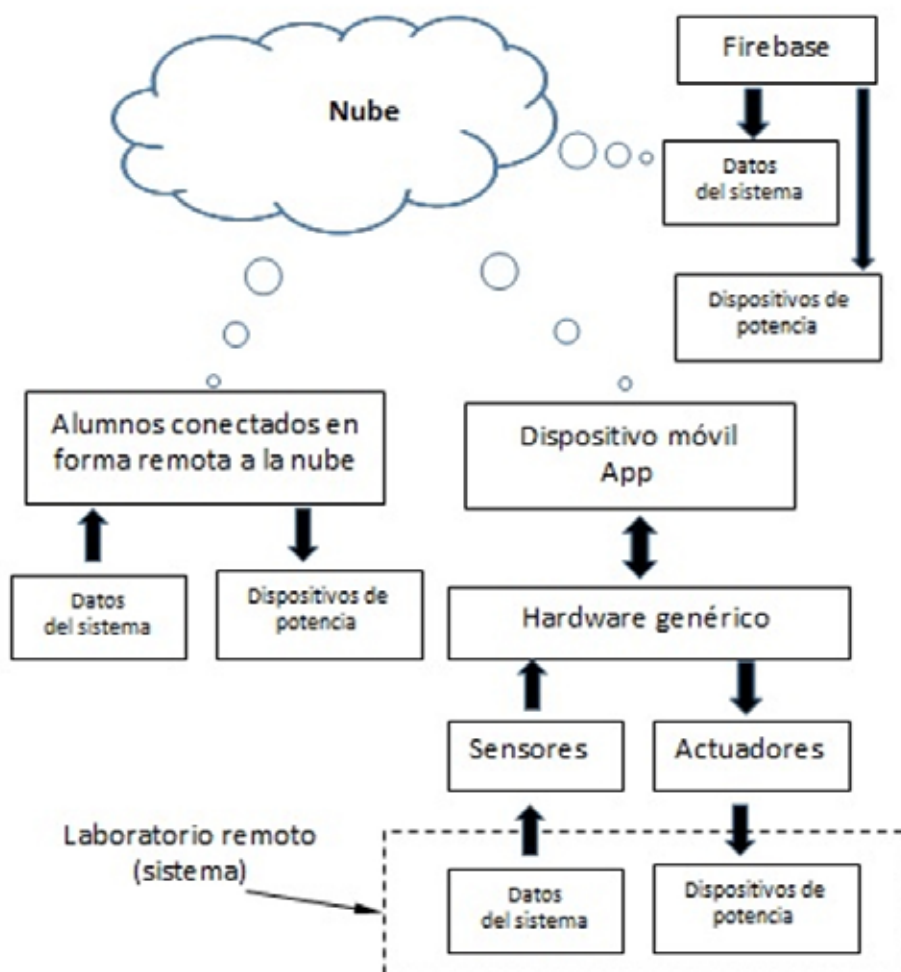 Nube
Firebase
Datos
del sistema
Dispositivos de
potencia
Alumnos conectados en
forma remota a la nube
Datos
del sistema
Dispositivos de
potencia
Dispositivo móvil
App
Hardware genérico
Sensores
Actuadores
Laboratorio remoto
(sistema)
Datos
del sistema
Dispositivos de
potencia